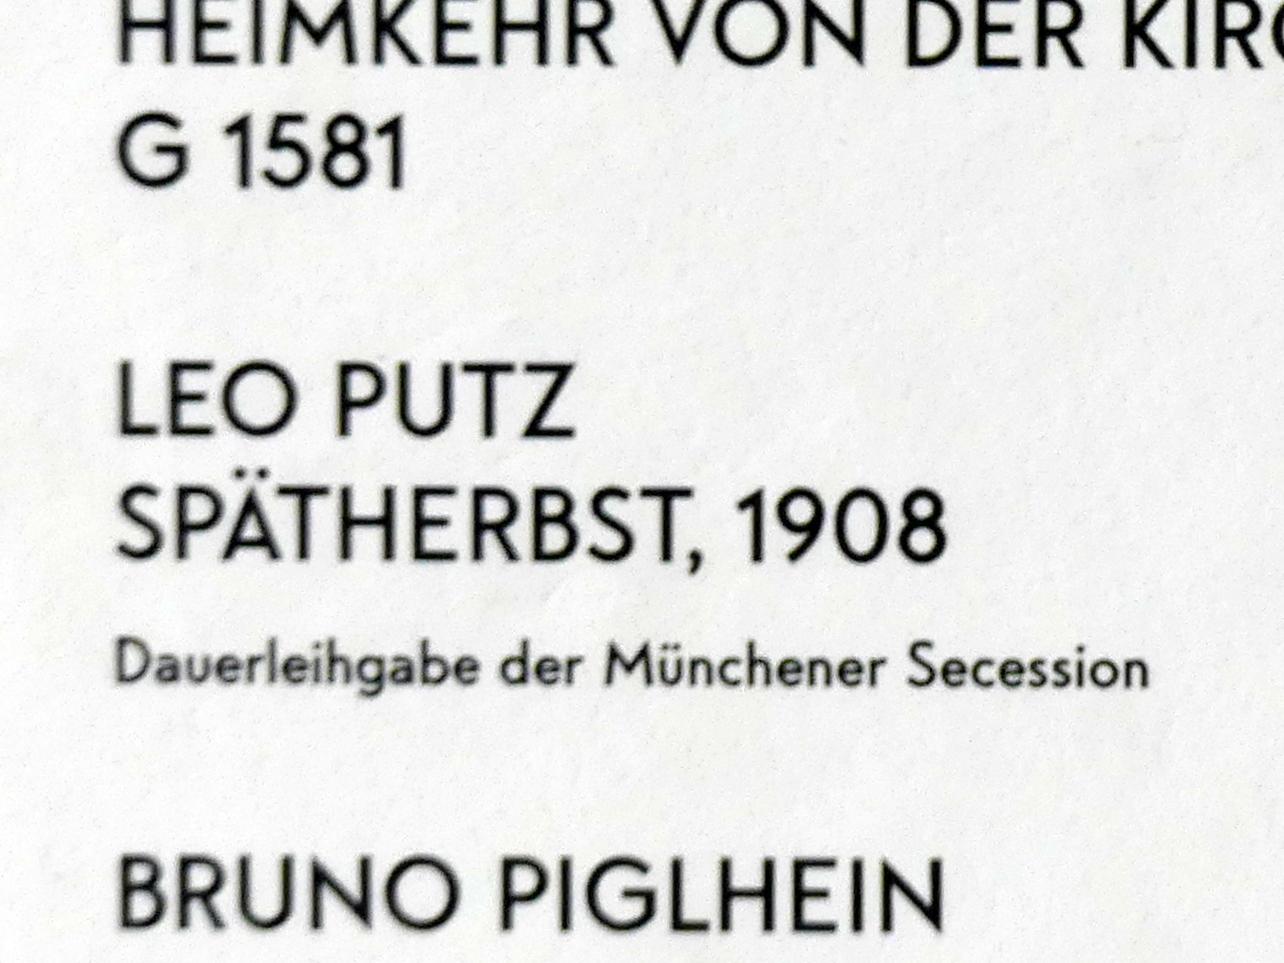 HEIMKEHR VON DER
G 1581
LEO PUTZ
SPÄTHERBST, 1908
Dauerleihgabe der Münchener Secession
BRUNO PIGLHEIN